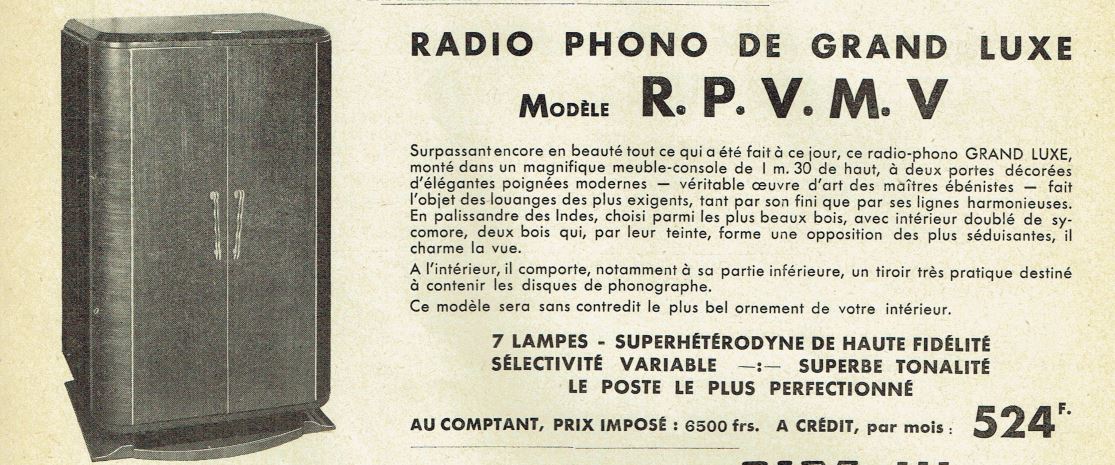 RADIO PHONO DE GRAND LUXE
MODÈLE R. P. V. M. V
Surpassant encore en beauté tout ce qui a été fait à ce jour, ce radio-phono GRAND LUXE,
monté dans un magnifique meuble-console de 1 m. 30 de haut, à deux portes décorées
d'élégantes poignées modernes — véritable œuvre d'art des maîtres ébénistes — fait
l'objet des louanges des plus exigents, tant par son fini que par ses lignes harmonieuses.
En palissandre des Indes, choisi parmi les plus beaux bois, avec intérieur doublé de sy-
comore, deux bois qui, par leur teinte, forme une opposition des plus séduisantes, il
charme la vue.
A l'intérieur, il comporte, notamment à sa partie inférieure, un tiroir très pratique destiné
à contenir les disques de phonographe.
Ce modèle sera sans contredit le plus bel ornement de votre intérieur.
7 LAMPES - SUPERHÉTÉRODYNE DE HAUTE FIDÉLITÉ
SÉLECTIVITÉ VARIABLE —:— SUPERBE TONALITÉ
LE POSTE LE PLUS PERFECTIONNÉ
AU COMPTANT, PRIX IMPOSÉ : 6500 frs. A CRÉDIT, par mois : 524 F.